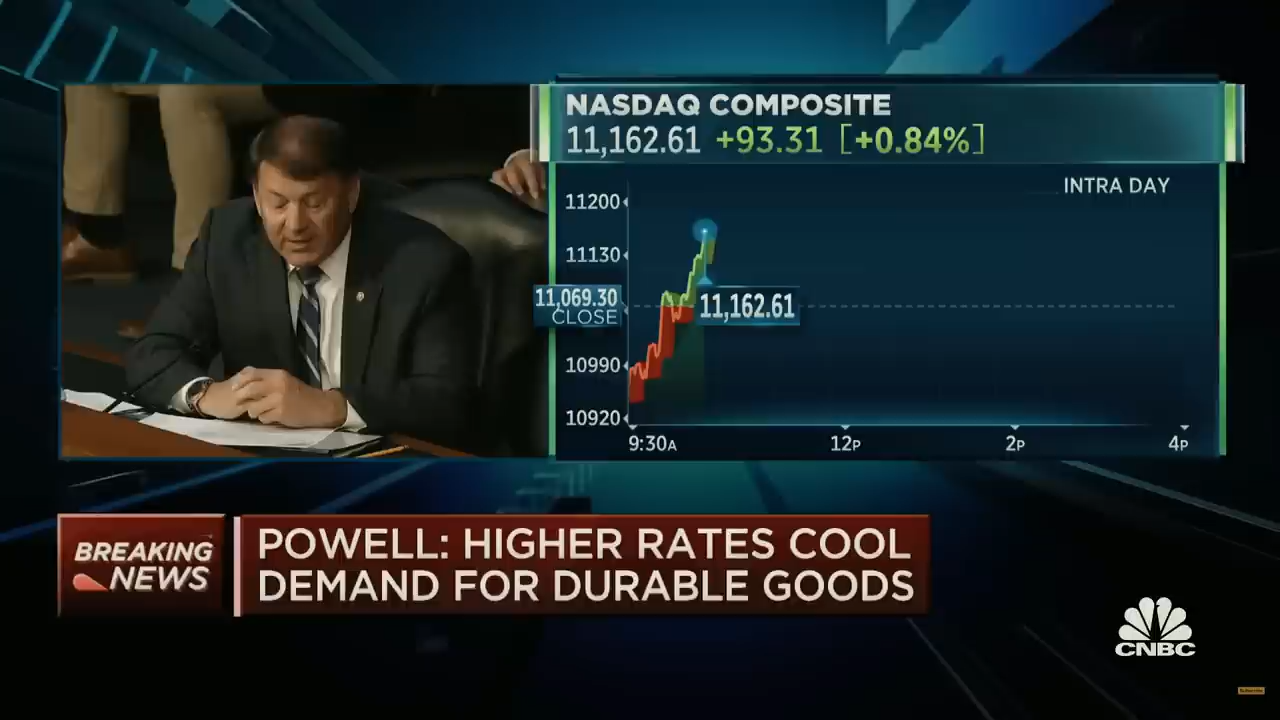 NASDAQ COMPOSITE
11,162.61 +93.31 [+0.84%]
INTRA DAY
11200
11130
11,069.30
CLOSE
11,162.61
10990
10920
9:30A 12P 2P 4P
BREAKING
NEWS
POWELL: HIGHER RATES COOL
DEMAND FOR DURABLE GOODS
CNBC
Subscribe